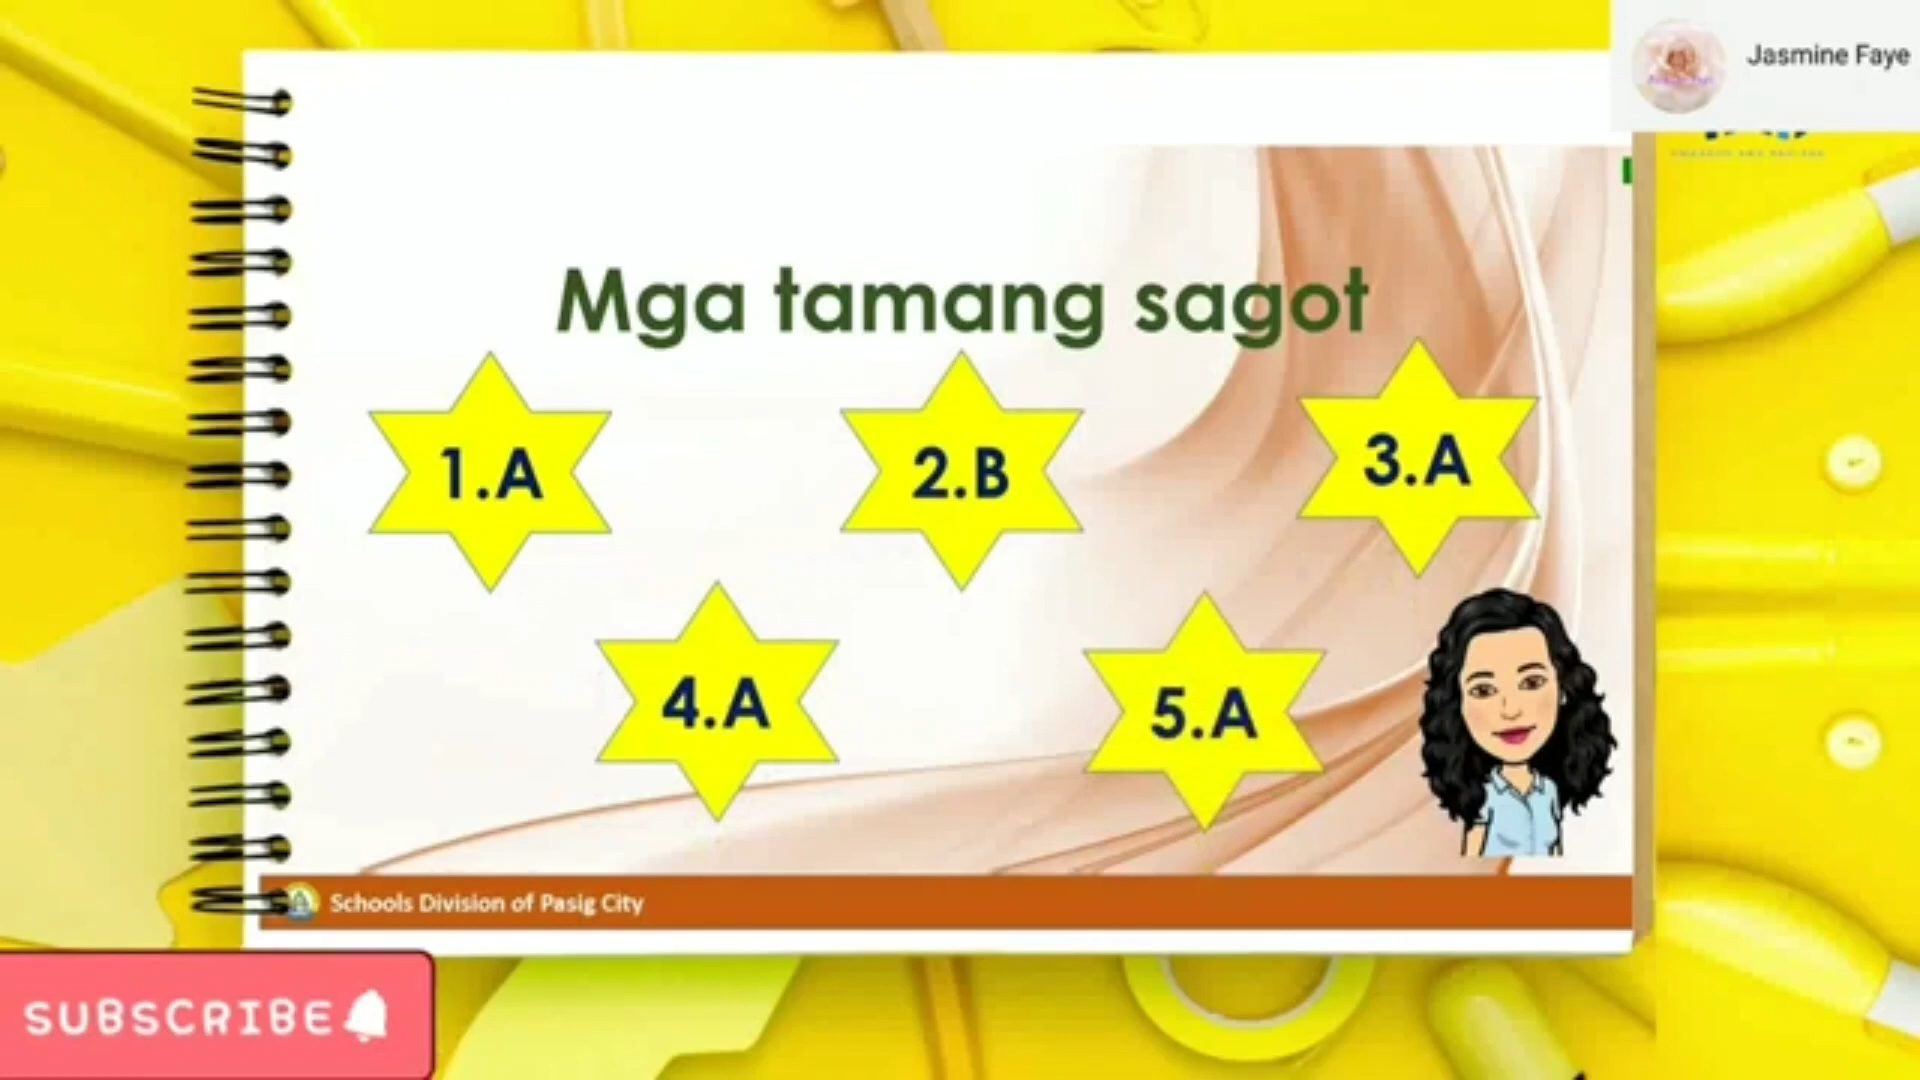 Jasmine Faye
Mga tamang sagot
1.A
2.B
3.A
4.A
5.A
Schools Division of Pasig City
SUBSCRIBE